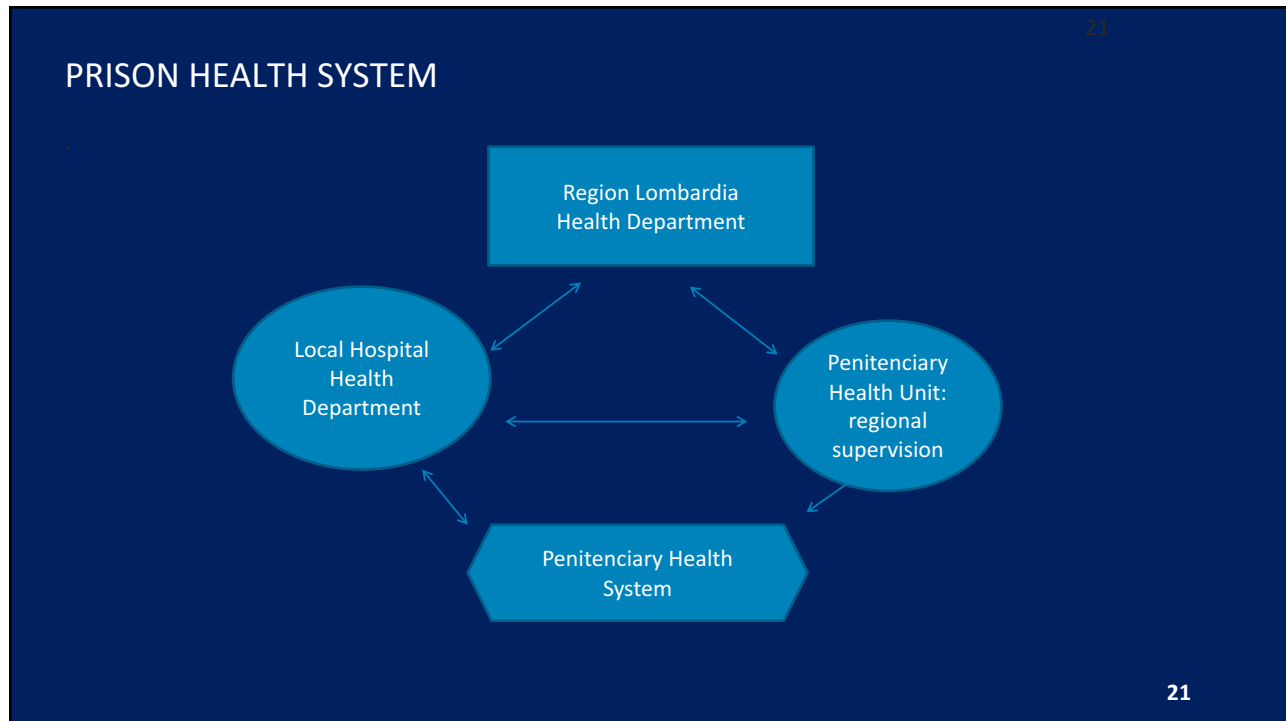 21
PRISON HEALTH SYSTEM
.
Region Lombardia
Health Department
Local Hospital
Health
Department
Penitenciary
Health Unit:
regional
supervision
Penitenciary Health
System
21